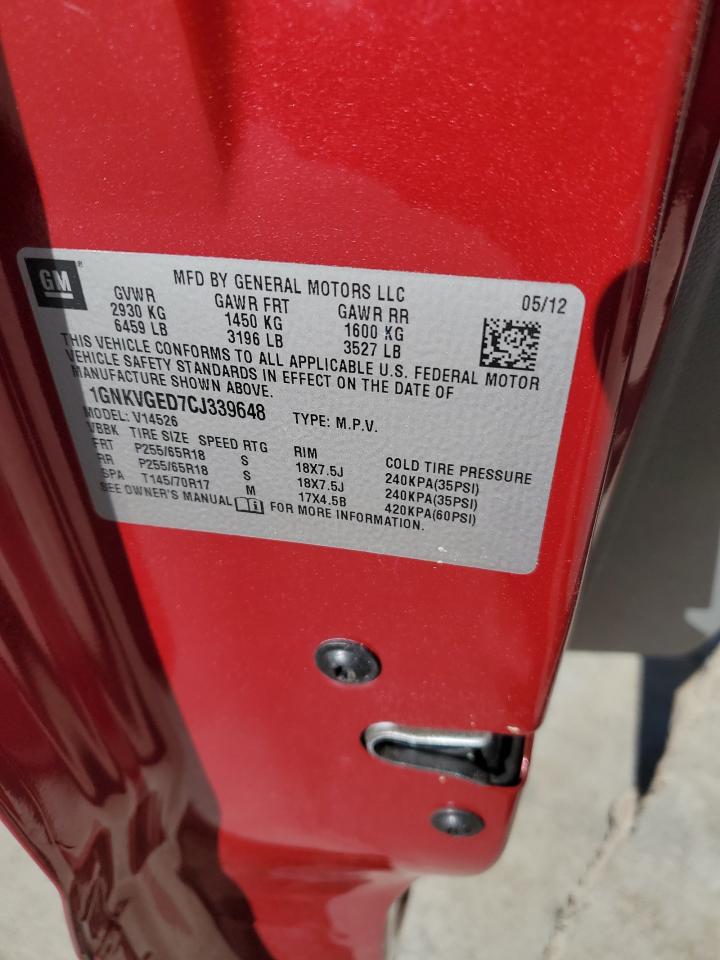 GM
MFD BY GENERAL MOTORS LLC 05/12
GVWR GAWR FRT GAWR RR
2930 KG 1450 KG 1600 KG
6459 LB 3196 LB 3527 LB
THIS VEHICLE CONFORMS TO ALL APPLICABLE U.S. FEDERAL MOTOR
VEHICLE SAFETY STANDARDS IN EFFECT ON THE DATE OF
MANUFACTURE SHOWN ABOVE.
1GNKVGED7CJ339648 TYPE: M.P.V.
MODEL: V14526
VBBK TIRE SIZE SPEED RTG RIM COLD TIRE PRESSURE
FRT P255/65R18 S 18X7.5J 240KPA(35PSI)
RR P255/65R18 S 18X7.5J 240KPA(35PSI)
SPA T145/70R17 M 17X4.5B 420KPA(60PSI)
SEE OWNER'S MANUAL FOR MORE INFORMATION.